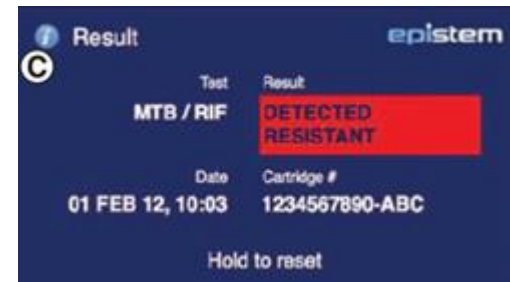 Result
epistem
C
Test
Result
MTB / RIF
DETECTED
RESISTANT
Date
Cartridge #
01 FEB 12, 10:03
1234567890-ABC
Hold to reset